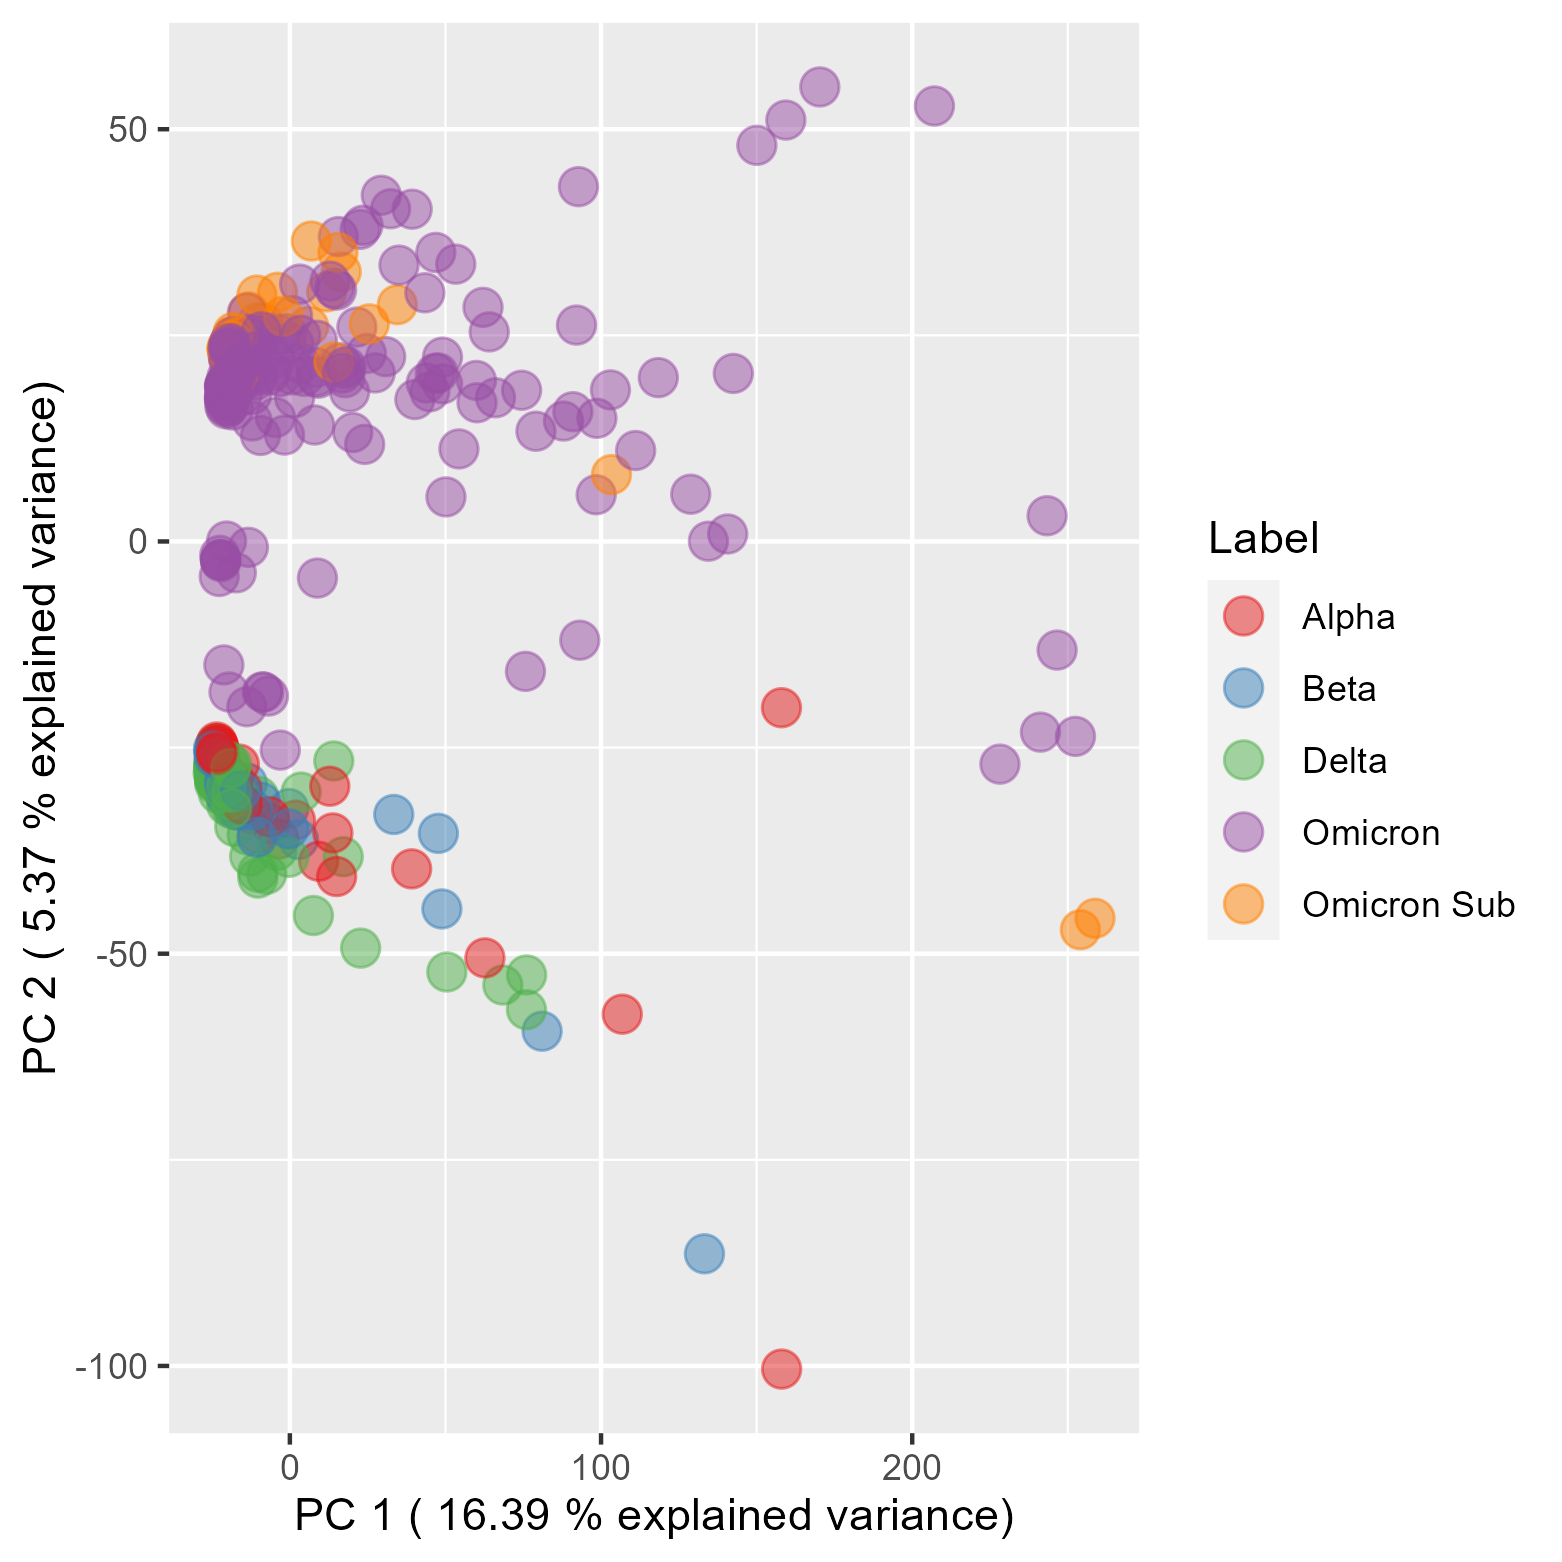 50
0
-50
-100
PC 2 ( 5.37 % explained variance)
0
100
200
PC 1 ( 16.39 % explained variance)
Label
Alpha
Beta
Delta
Omicron
Omicron Sub